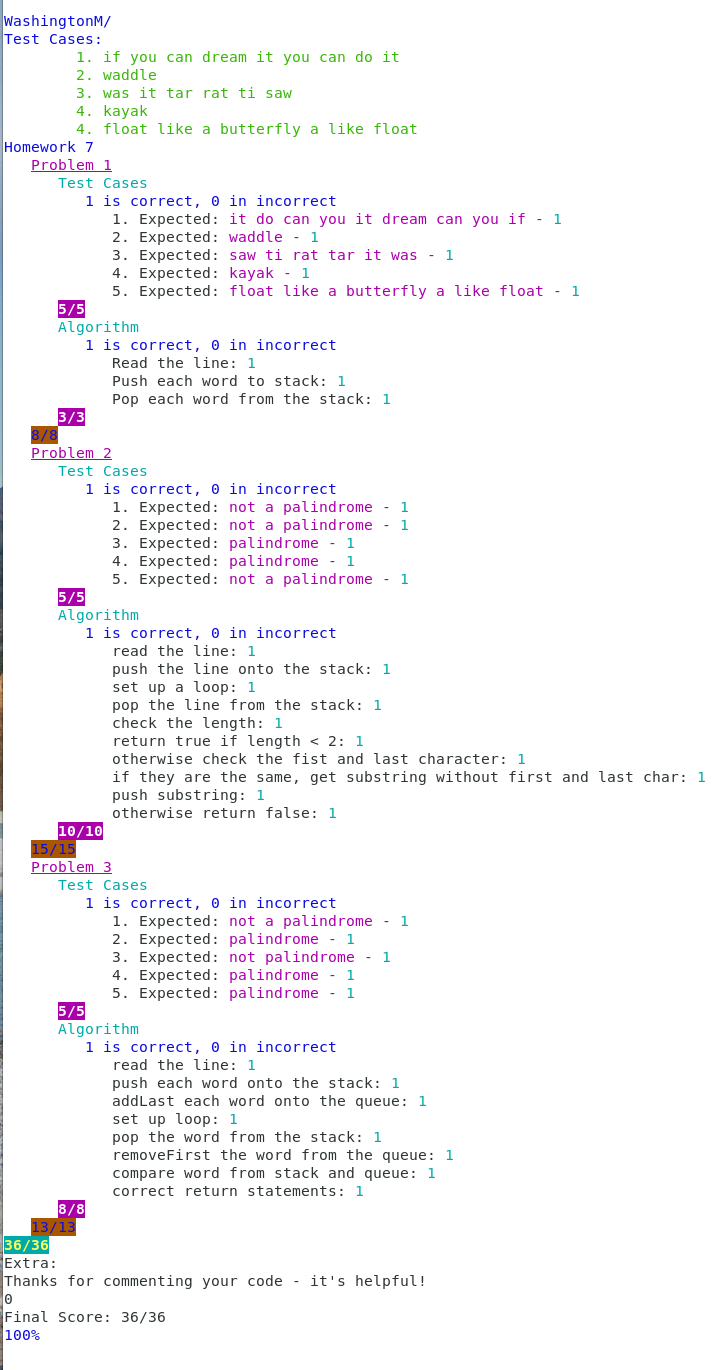 WashingtonM/
Test Cases:
1. if you can dream it you can do it
2. waddle
3. was it tar rat ti saw
4. kayak
4. float like a butterfly a like float
Homework 7
Problem 1
Test Cases
1 is correct, 0 in incorrect
1. Expected: it do can you it dream can you if - 1
2. Expected: waddle - 1
3. Expected: saw ti rat tar it was - 1
4. Expected: kayak - 1
5. Expected: float like a butterfly a like float - 1
5/5
Algorithm
1 is correct, 0 in incorrect
Read the line: 1
Push each word to stack: 1
Pop each word from the stack: 1
3/3
8/8
Problem 2
Test Cases
1 is correct, 0 in incorrect
1. Expected: not a palindrome - 1
2. Expected: not a palindrome - 1
3. Expected: palindrome - 1
4. Expected: palindrome - 1
5. Expected: not a palindrome - 1
5/5
Algorithm
1 is correct, 0 in incorrect
read the line: 1
push the line onto the stack: 1
set up a loop: 1
pop the line from the stack: 1
check the length: 1
return true if length < 2: 1
otherwise check the fist and last character: 1
if they are the same, get substring without first and last char: 1
push substring: 1
otherwise return false: 1
10/10
15/15
Problem 3
Test Cases
1 is correct, 0 in incorrect
1. Expected: not a palindrome - 1
2. Expected: palindrome - 1
3. Expected: not palindrome - 1
4. Expected: palindrome - 1
5. Expected: palindrome - 1
5/5
Algorithm
1 is correct, 0 in incorrect
read the line: 1
push each word onto the stack: 1
addLast each word onto the queue: 1
set up loop: 1
pop the word from the stack: 1
removeFirst the word from the queue: 1
compare word from stack and queue: 1
correct return statements: 1
8/8
13/13
36/36
Extra:
Thanks for commenting your code - it's helpful!
0
Final Score: 36/36
100%